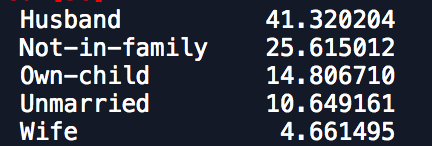 Husband 41.320204
Not-in-family 25.615012
Own-child 14.806710
Unmarried 10.649161
Wife 4.661495